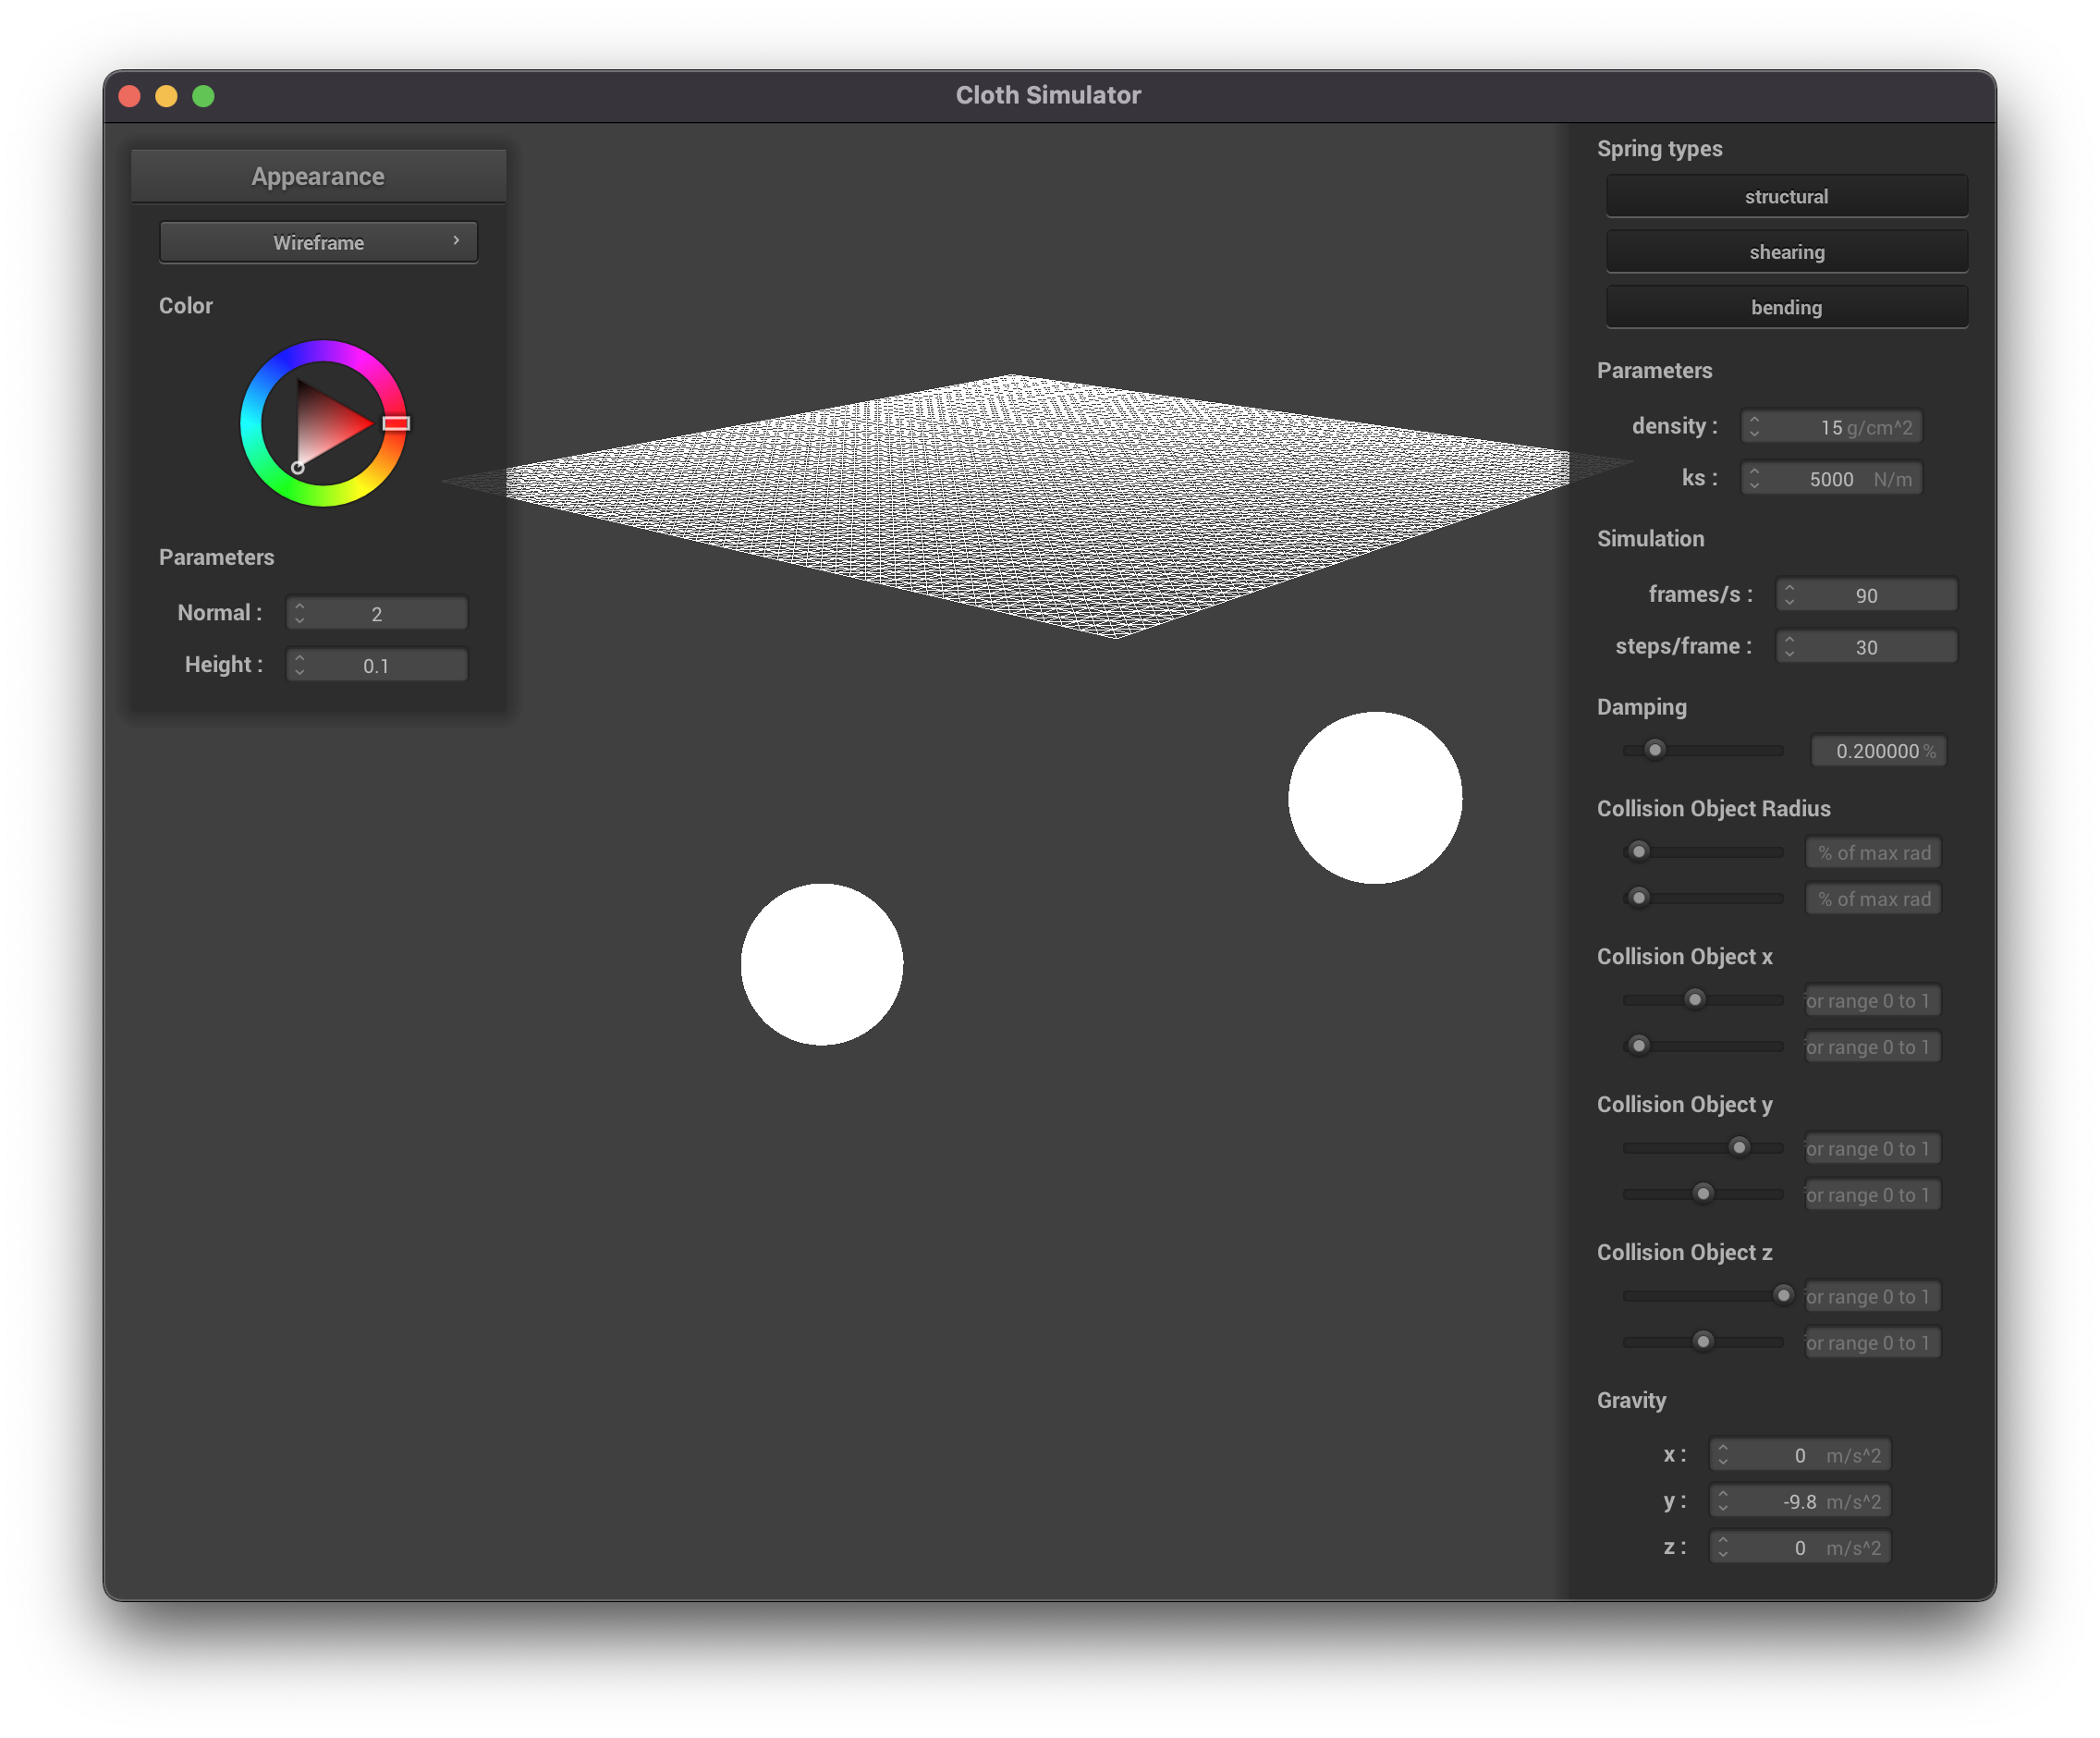 Cloth Simulator
Appearance
Wireframe
Color
Parameters
Normal : 2
Height : 0.1
Spring types
structural
shearing
bending
Parameters
density : 15 g/cm^2
ks : 5000 N/m
Simulation
frames/s : 90
steps/frame : 30
Damping
0.200000 %
Collision Object Radius
% of max rad
% of max rad
Collision Object x
or range 0 to 1
or range 0 to 1
Collision Object y
or range 0 to 1
or range 0 to 1
Collision Object z
or range 0 to 1
or range 0 to 1
Gravity
x : 0 m/s^2
y : -9.8 m/s^2
z : 0 m/s^2